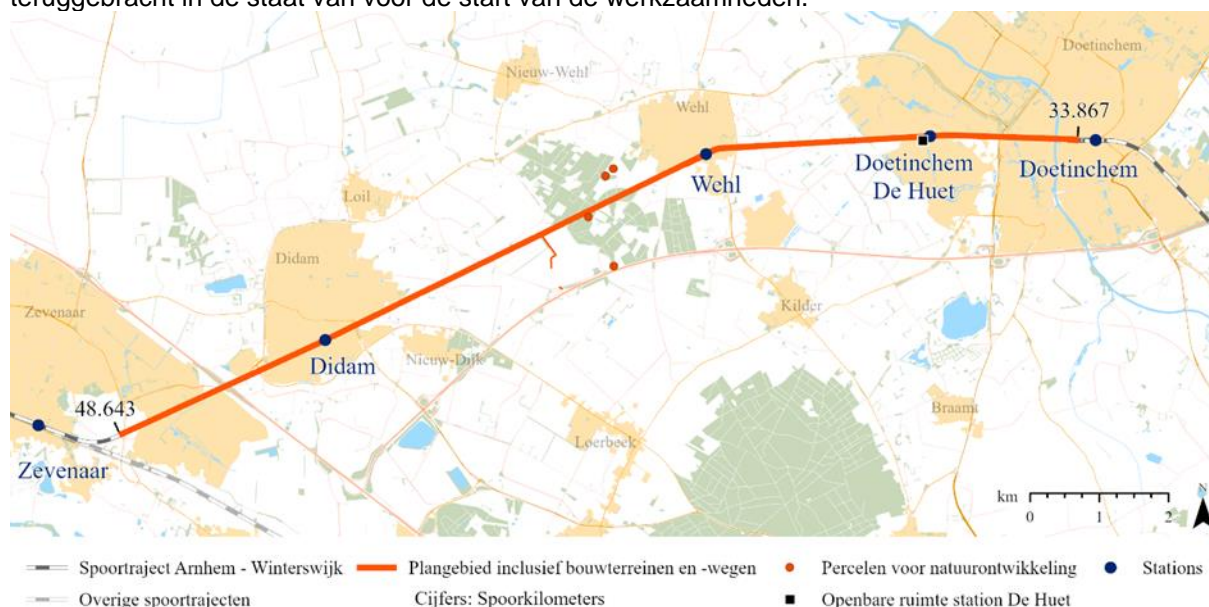 teruggebracht in de staat van voor de start van de werkzaamheden.
Doetinchem
Nieuw-Wehl
Wehl
33.867
Doetinchem
De Huet
Doetinchem
Wehl
Loil
Didam
Zevenaar
Kilder
Didam
Nieuw-Dijk
48.643
Braamt
Loerbeek
Zevenaar
km
0 1 2
N
Spoortraject Arnhem - Winterswijk
Plangebied inclusief bouwterreinen en -wegen
Percelen voor natuurontwikkeling
Stations
Overige spoortrajecten
Cijfers: Spoorkilometers
Openbare ruimte station De Huet